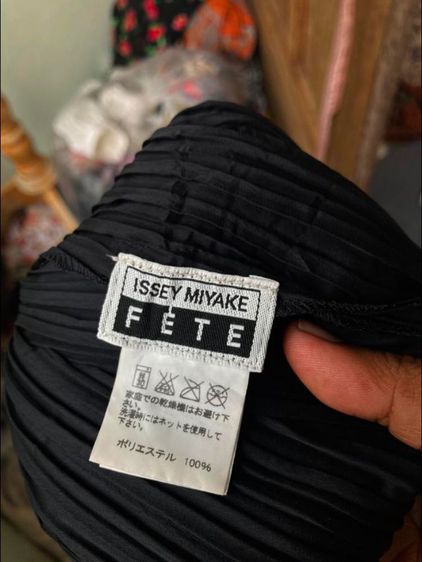 ISSEY MIYAKE
FÊTE
家庭での乾燥機はお避け下
さい。
洗濯時にはネットを使用して
下さい。
ポリエステル 100%